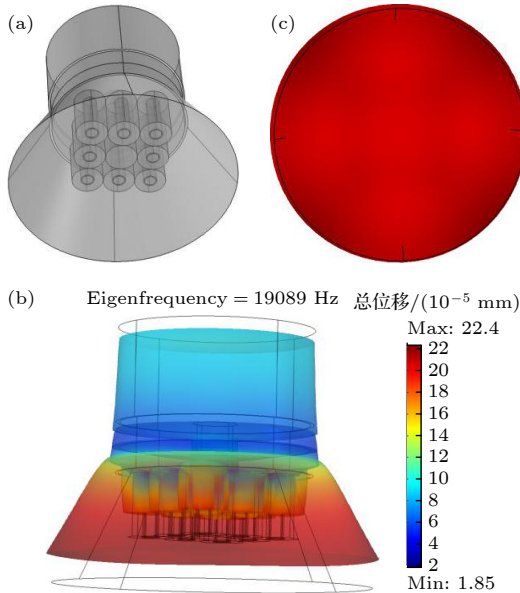 (a)
(c)
(b)
Eigenfrequency = 19089 Hz 总位移/(10⁻⁵ mm)
Max: 22.4
22
20
18
16
14
12
10
8
6
4
2
Min: 1.85